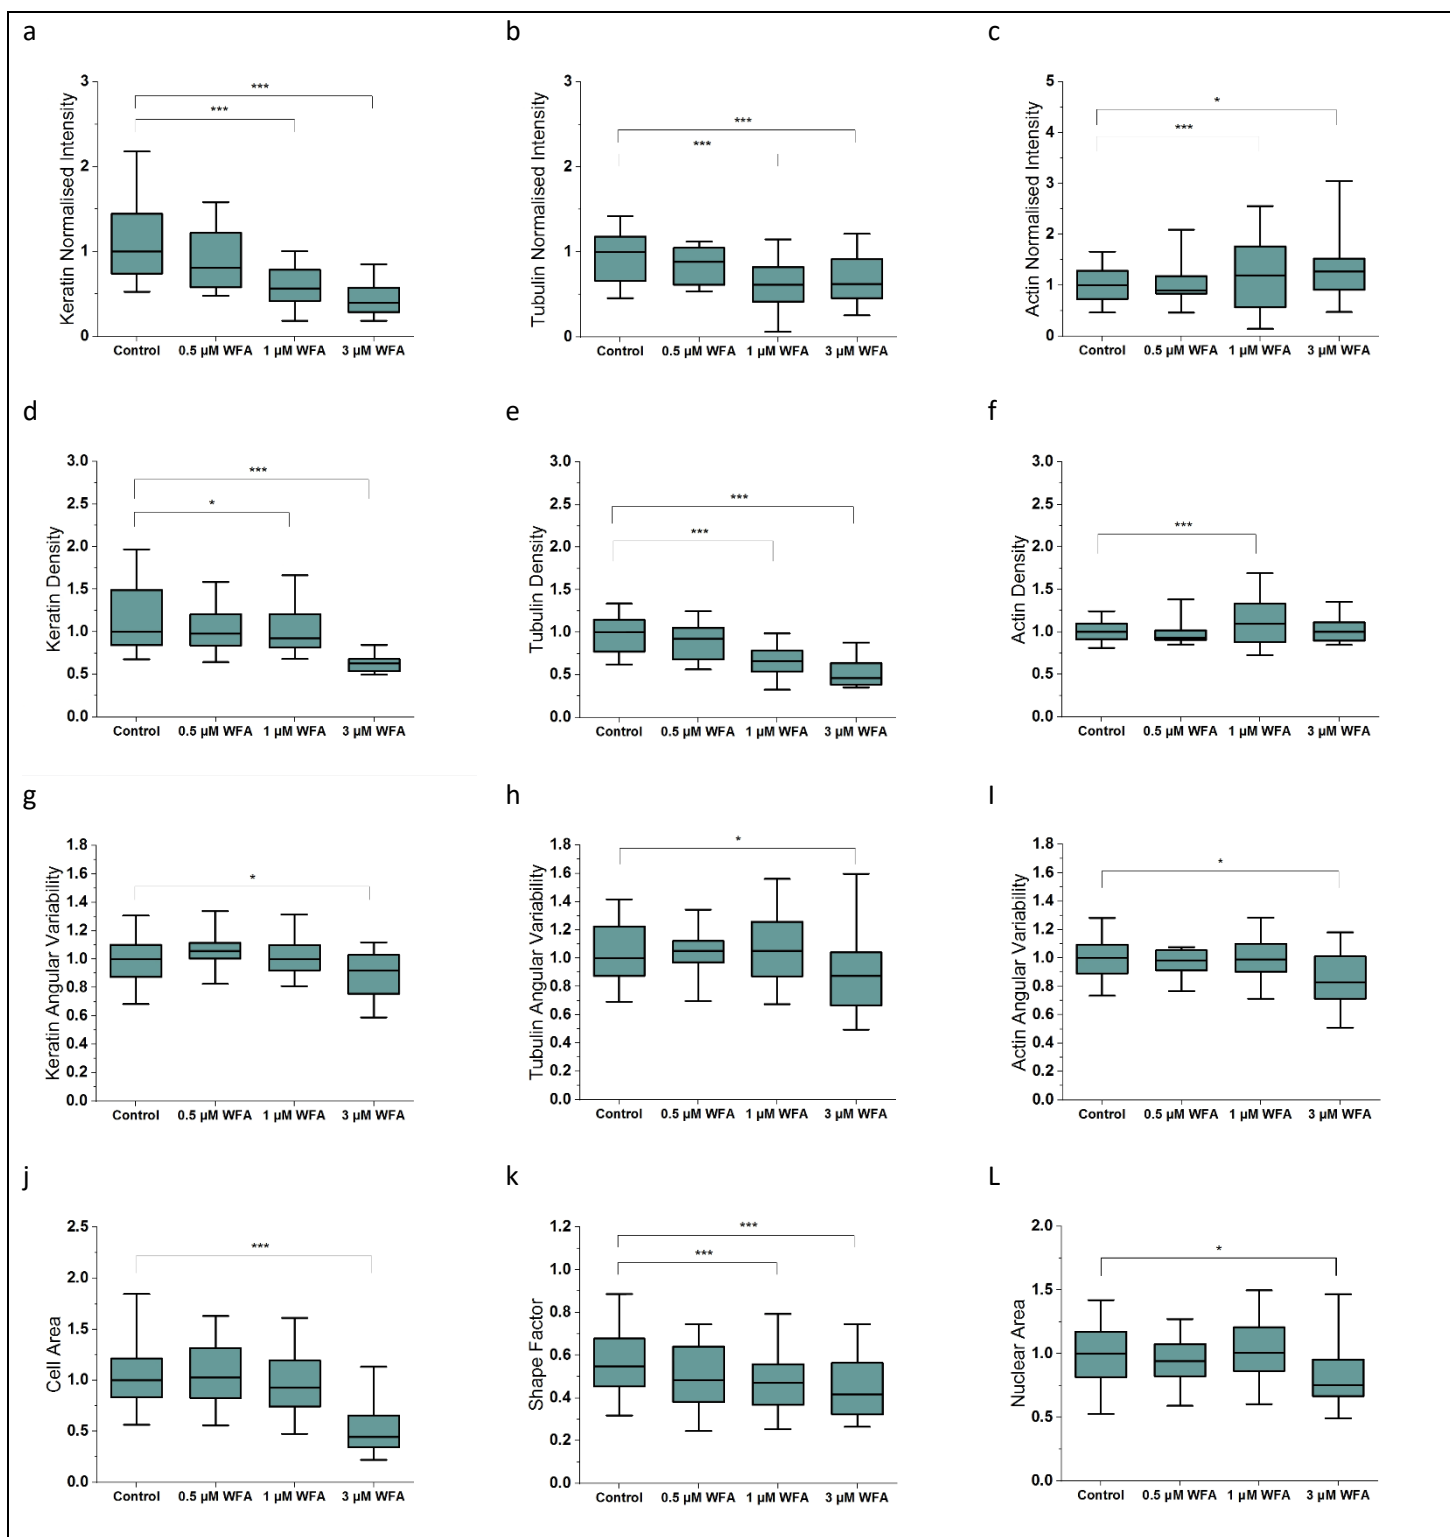 a
Keratin Normalised Intensity
3
2
1
0
***
***
Control 0.5 µM WFA 1 µM WFA 3 µM WFA
b
Tubulin Normalised Intensity
3
2
1
0
***
***
Control 0.5 µM WFA 1 µM WFA 3 µM WFA
c
Actin Normalised Intensity
5
4
3
2
1
0
*
***
Control 0.5 µM WFA 1 µM WFA 3 µM WFA
d
Keratin Density
3.0
2.5
2.0
1.5
1.0
0.5
0.0
***
*
Control 0.5 µM WFA 1 µM WFA 3 µM WFA
e
Tubulin Density
3.0
2.5
2.0
1.5
1.0
0.5
0.0
***
***
Control 0.5 µM WFA 1 µM WFA 3 µM WFA
f
Actin Density
3.0
2.5
2.0
1.5
1.0
0.5
0.0
***
Control 0.5 µM WFA 1 µM WFA 3 µM WFA
g
Keratin Angular Variability
1.8
1.6
1.4
1.2
1.0
0.8
0.6
0.4
0.2
0.0
*
Control 0.5 µM WFA 1 µM WFA 3 µM WFA
h
Tubulin Angular Variability
1.8
1.6
1.4
1.2
1.0
0.8
0.6
0.4
0.2
0.0
*
Control 0.5 µM WFA 1 µM WFA 3 µM WFA
I
Actin Angular Variability
1.8
1.6
1.4
1.2
1.0
0.8
0.6
0.4
0.2
0.0
*
Control 0.5 µM WFA 1 µM WFA 3 µM WFA
j
Cell Area
2.5
2.0
1.5
1.0
0.5
0.0
***
Control 0.5 µM WFA 1 µM WFA 3 µM WFA
k
Shape Factor
1.2
1.0
0.8
0.6
0.4
0.2
0.0
***
***
Control 0.5 µM WFA 1 µM WFA 3 µM WFA
L
Nuclear Area
2.0
1.5
1.0
0.5
0.0
*
Control 0.5 µM WFA 1 µM WFA 3 µM WFA